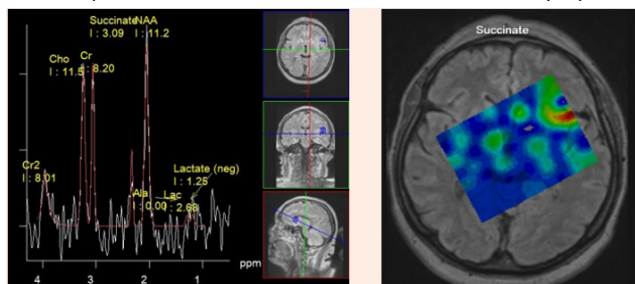 Succinate NAA
I : 3.09 I : 11.2
Cho Cr
I : 11.5 I : 8.20
Cr2
I : 8.01
Lactate (neg)
I : 1.25
Ala Lac
I : 0.00 I : 2.68
ppm
4 3 2 1
Succinate